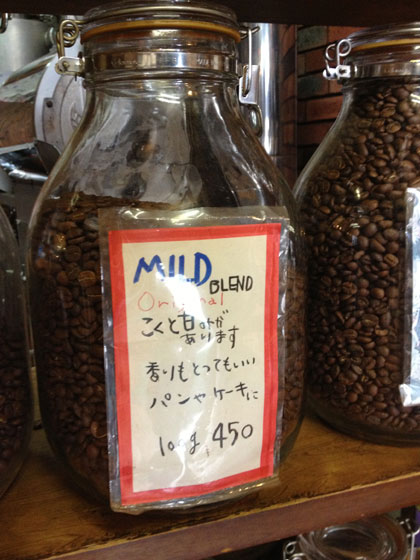 MILD
BLEND
Original
こくと甘みが
あります
香りもとってもいい
パンやケーキに
100g 450